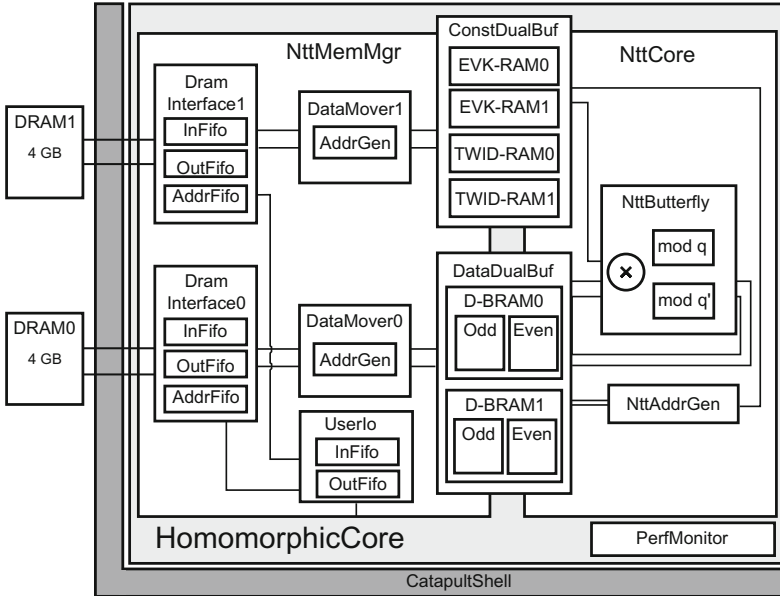 ConstDualBuf
NttMemMgr
NttCore
EVK-RAM0
EVK-RAM1
TWID-RAM0
TWID-RAM1
Dram
Interface1
InFifo
OutFifo
AddrFifo
DataMover1
AddrGen
DRAM1
4 GB
NttButterfly
×
mod q
mod q'
DataDualBuf
D-BRAM0
Odd
Even
Dram
Interface0
InFifo
OutFifo
AddrFifo
DataMover0
AddrGen
DRAM0
4 GB
D-BRAM1
Odd
Even
NttAddrGen
UserIo
InFifo
OutFifo
HomomorphicCore
PerfMonitor
CatapultShell